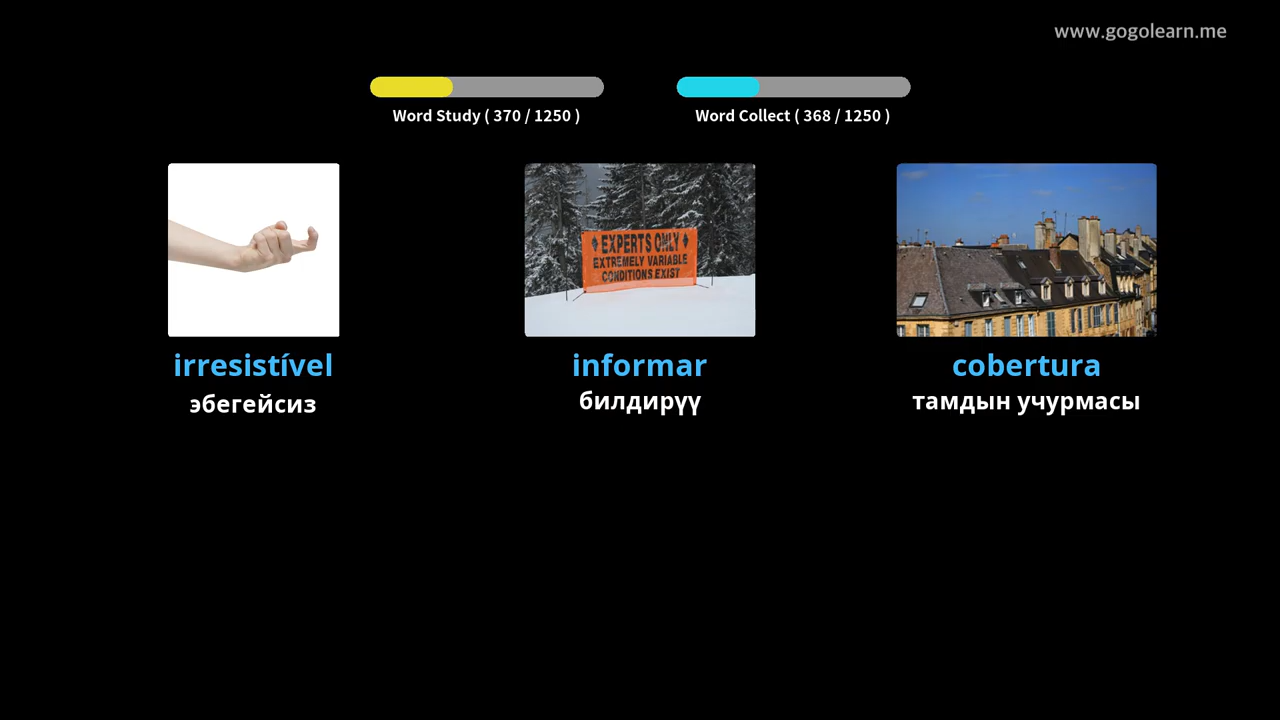 www.gogolearn.me
Word Study ( 370 / 1250 )
Word Collect ( 368 / 1250 )
EXPERTS ONLY
EXTREMELY VARIABLE
CONDITIONS EXIST
irresistívеl
informar
cobertura
эбегейсиз
билдирүү
тамдын учурмасы